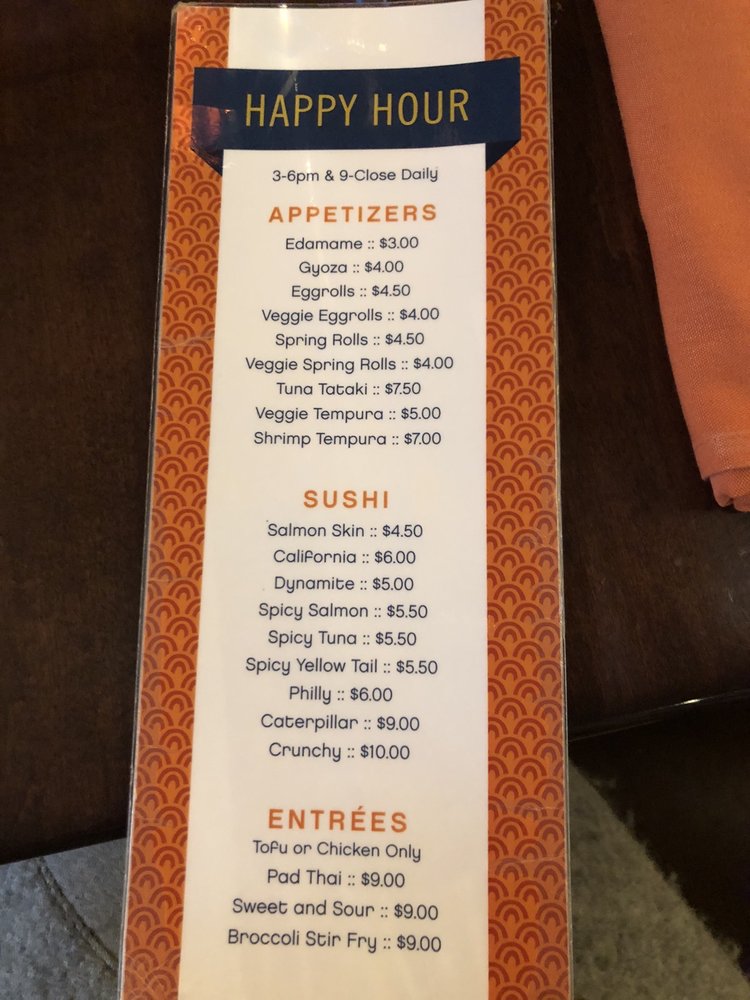 HAPPY HOUR
3-6pm & 9-Close Daily
APPETIZERS
Edamame :: $3.00
Gyoza :: $4.00
Eggrolls :: $4.50
Veggie Eggrolls :: $4.00
Spring Rolls :: $4.50
Veggie Spring Rolls :: $4.00
Tuna Tataki :: $7.50
Veggie Tempura :: $5.00
Shrimp Tempura :: $7.00
SUSHI
Salmon Skin :: $4.50
California :: $6.00
Dynamite :: $5.00
Spicy Salmon :: $5.50
Spicy Tuna :: $5.50
Spicy Yellow Tail :: $5.50
Philly :: $6.00
Caterpillar :: $9.00
Crunchy :: $10.00
ENTRÉES
Tofu or Chicken Only
Pad Thai :: $9.00
Sweet and Sour :: $9.00
Broccoli Stir Fry :: $9.00